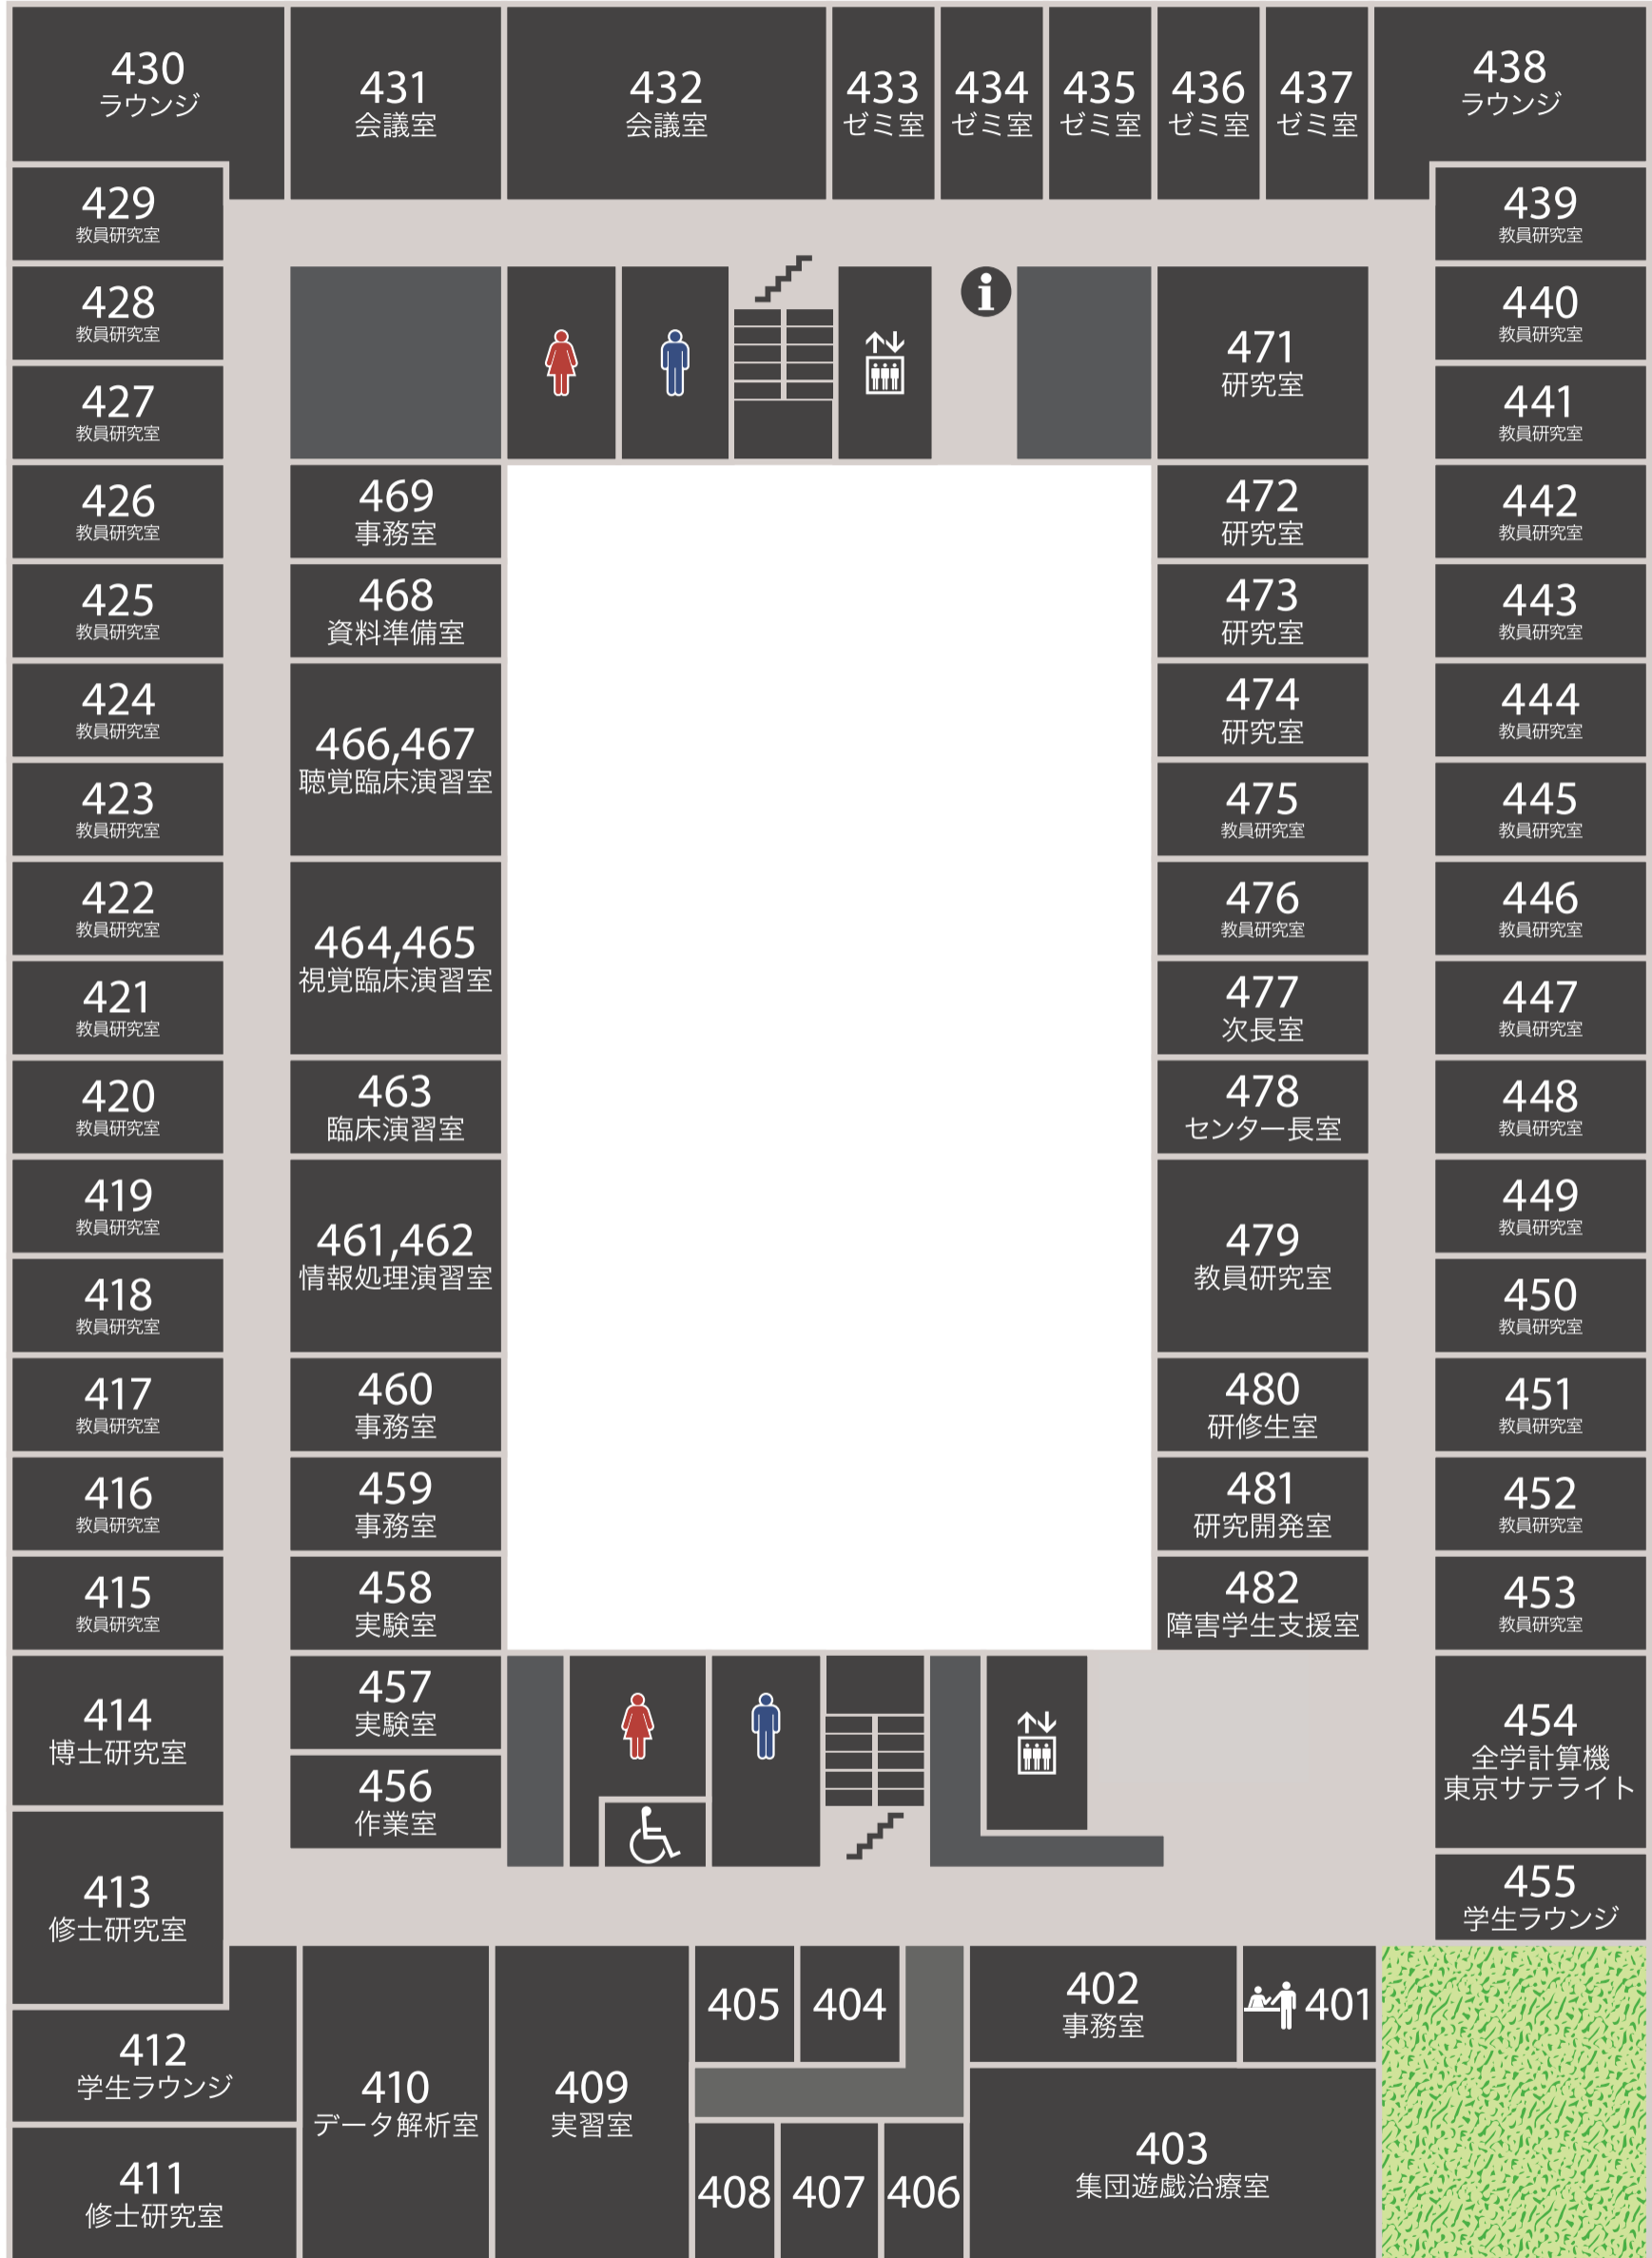 430
ラウンジ
431
会議室
432
会議室
433
ゼミ室
434
ゼミ室
435
ゼミ室
436
ゼミ室
437
ゼミ室
438
ラウンジ
429
教員研究室
428
教員研究室
427
教員研究室
426
教員研究室
425
教員研究室
424
教員研究室
423
教員研究室
422
教員研究室
421
教員研究室
420
教員研究室
419
教員研究室
418
教員研究室
417
教員研究室
416
教員研究室
415
教員研究室
414
博士研究室
413
修士研究室
412
学生ラウンジ
411
修士研究室
469
事務室
468
資料準備室
466,467
聴覚臨床演習室
464,465
視覚臨床演習室
463
臨床演習室
461,462
情報処理演習室
460
事務室
459
事務室
458
実験室
457
実験室
456
作業室
i
471
研究室
472
研究室
473
研究室
474
研究室
475
教員研究室
476
教員研究室
477
次長室
478
センター長室
479
教員研究室
480
研修生室
481
研究開発室
482
障害学生支援室
439
教員研究室
440
教員研究室
441
教員研究室
442
教員研究室
443
教員研究室
444
教員研究室
445
教員研究室
446
教員研究室
447
教員研究室
448
教員研究室
449
教員研究室
450
教員研究室
451
教員研究室
452
教員研究室
453
教員研究室
454
全学計算機
東京サテライト
455
学生ラウンジ
410
データ解析室
409
実習室
405
404
408
407
406
402
事務室
401
403
集団遊戯治療室